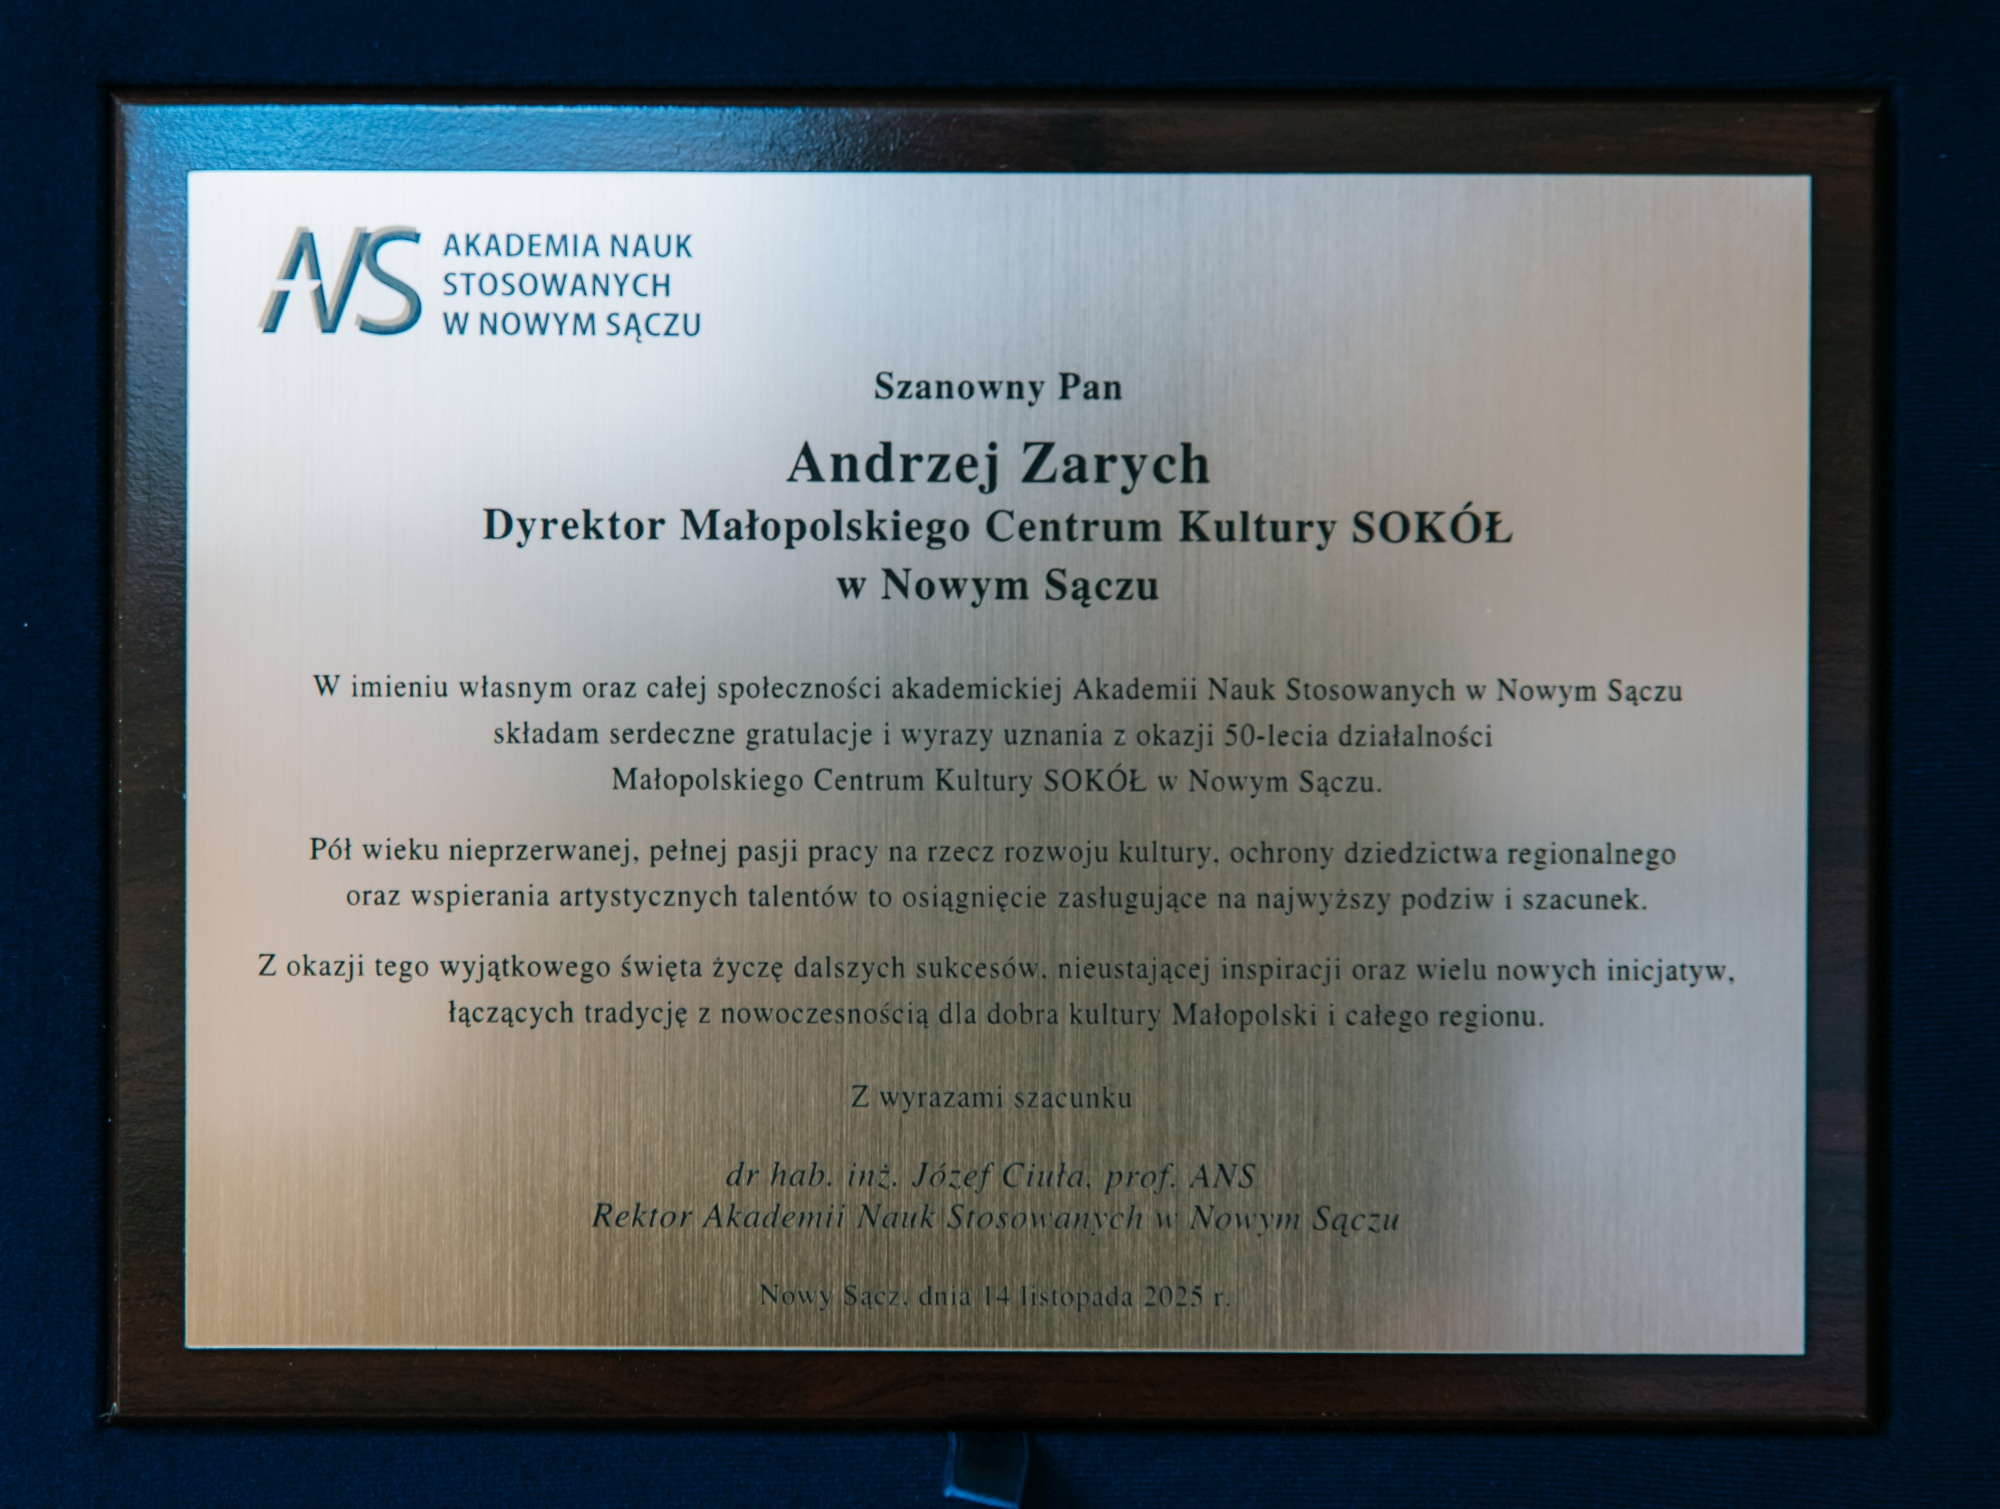 ANS
AKADEMIA NAUK
STOSOWANYCH
W NOWYM SĄCZU
Szanowny Pan
Andrzej Zarych
Dyrektor Małopolskiego Centrum Kultury SOKÓŁ
w Nowym Sączu
W imieniu własnym oraz całej społeczności akademickiej Akademii Nauk Stosowanych w Nowym Sączu
składam serdeczne gratulacje i wyrazy uznania z okazji 50-lecia działalności
Małopolskiego Centrum Kultury SOKÓŁ w Nowym Sączu.
Pół wieku nieprzerwanej, pełnej pasji pracy na rzecz rozwoju kultury, ochrony dziedzictwa regionalnego
oraz wspierania artystycznych talentów to osiągnięcie zasługujące na najwyższy podziw i szacunek.
Z okazji tego wyjątkowego święta życzę dalszych sukcesów, nieustającej inspiracji oraz wielu nowych inicjatyw,
łączących tradycję z nowoczesnością dla dobra kultury Małopolski i całego regionu.
Z wyrazami szacunku
dr hab. inż. Józef Ciuła, prof. ANS
Rektor Akademii Nauk Stosowanych w Nowym Sączu
Nowy Sącz, dnia 14 listopada 2025 r.